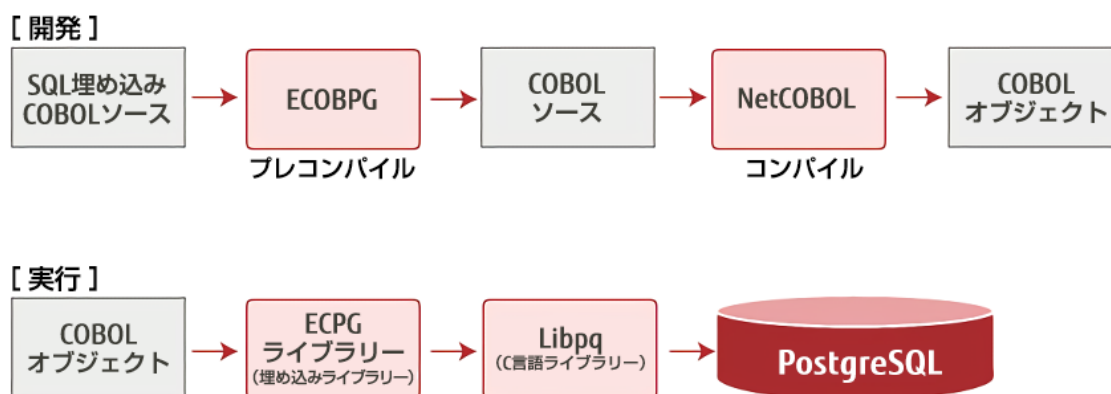 [ 開発 ]
SQL埋め込み
COBOLソース
ECOBPG
プレコンパイル
COBOL
ソース
NetCOBOL
コンパイル
COBOL
オブジェクト
[ 実行 ]
COBOL
オブジェクト
ECPG
ライブラリー
(埋め込みライブラリー)
Libpq
(C言語ライブラリー)
PostgreSQL